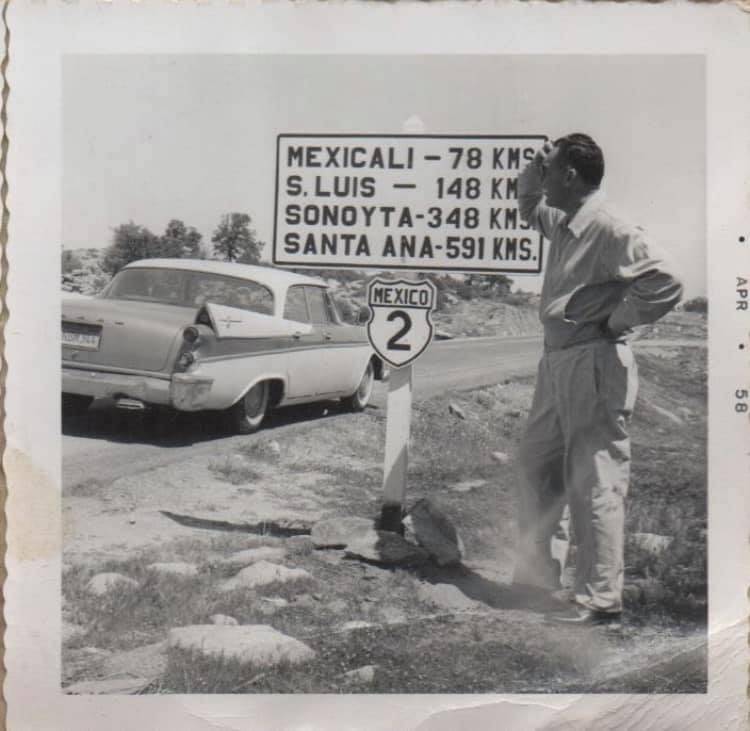 MEXICALI - 78 KMS
S. LUIS - 148 KM
SONOYTA-348 KMS.
SANTA ANA-591 KMS.
MEXICO
2
• APR • 58